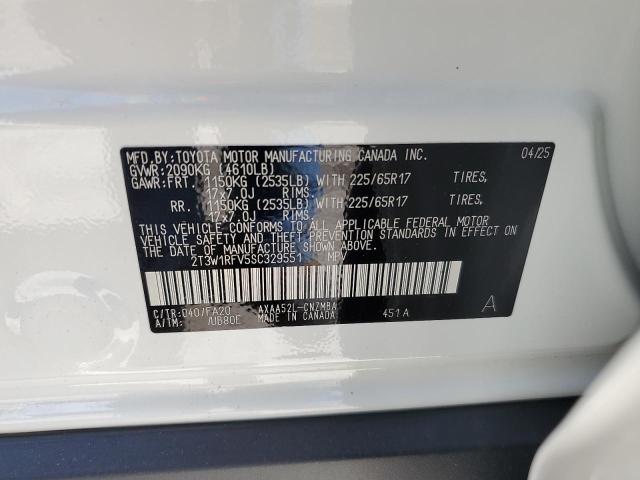 MFD.BY:TOYOTA MOTOR MANUFACTURING CANADA INC. 04/25
GVWR:2090KG (4610LB)
GAWR:FRT. 1150KG (2535LB) WITH 225/65R17 TIRES,
17x7.0J RIMS
RR. 1150KG (2535LB) WITH 225/65R17 TIRES,
17x7.0J RIMS
THIS VEHICLE CONFORMS TO ALL APPLICABLE FEDERAL MOTOR
VEHICLE SAFETY AND THEFT PREVENTION STANDARDS IN EFFECT
ON THE DATE OF MANUFACTURE SHOWN ABOVE.
2T3W1RFV5SC329551 MPV
C/TR:040/FA20 AXAA52L-CNZMBA 451A A
A/TM: /UB80E MADE IN CANADA